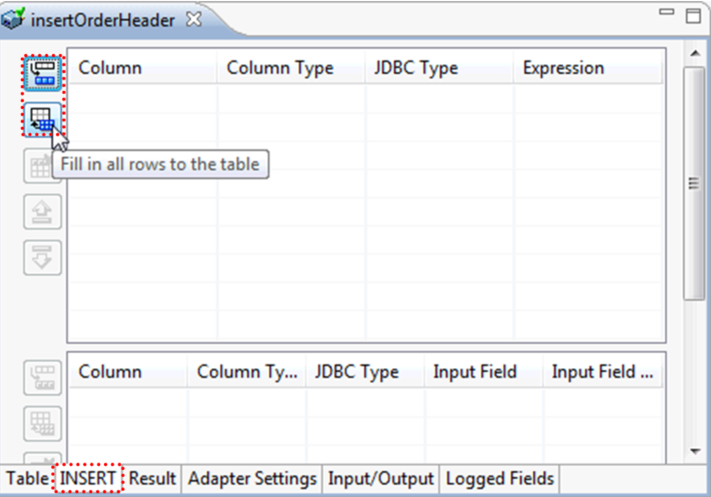 insertOrderHeader
Column Column Type JDBC Type Expression
Fill in all rows to the table
Column Column Ty... JDBC Type Input Field Input Field ...
Table INSERT Result Adapter Settings Input/Output Logged Fields